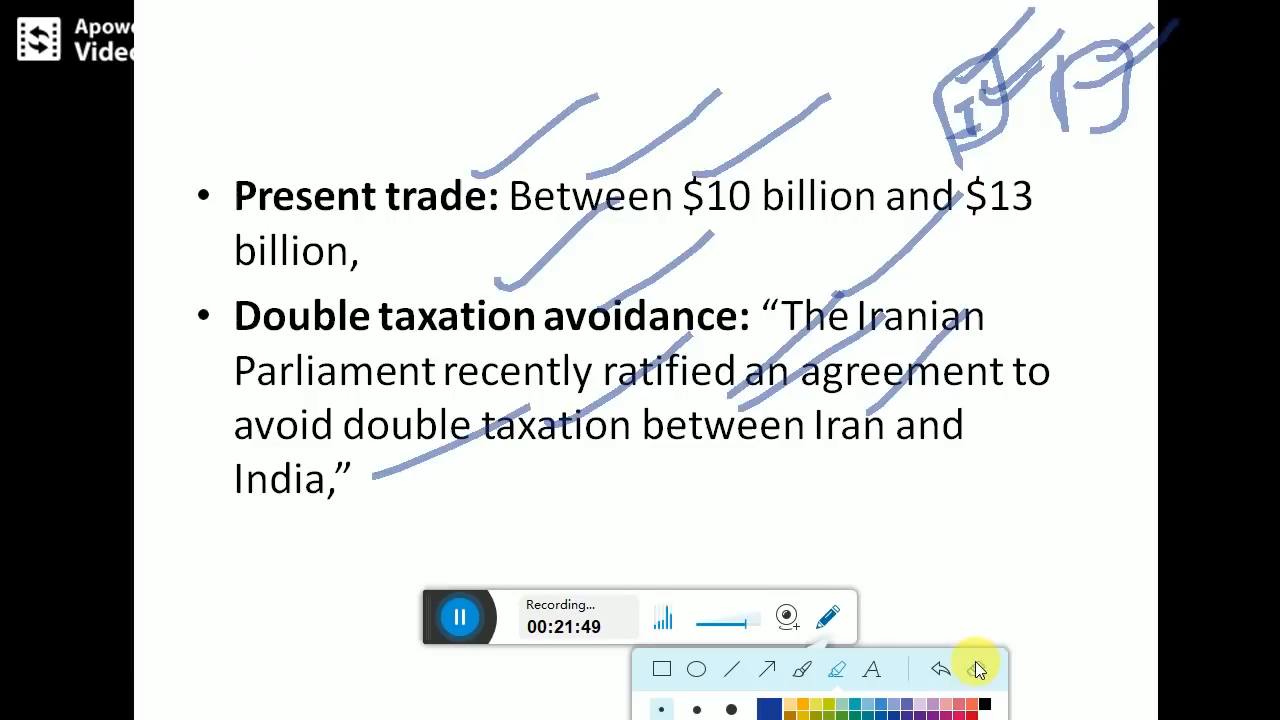 Apowe
Video
I
• Present trade: Between $10 billion and $13
billion,
• Double taxation avoidance: “The Iranian
Parliament recently ratified an agreement to
avoid double taxation between Iran and
India,”
Recording...
00:21:49
A